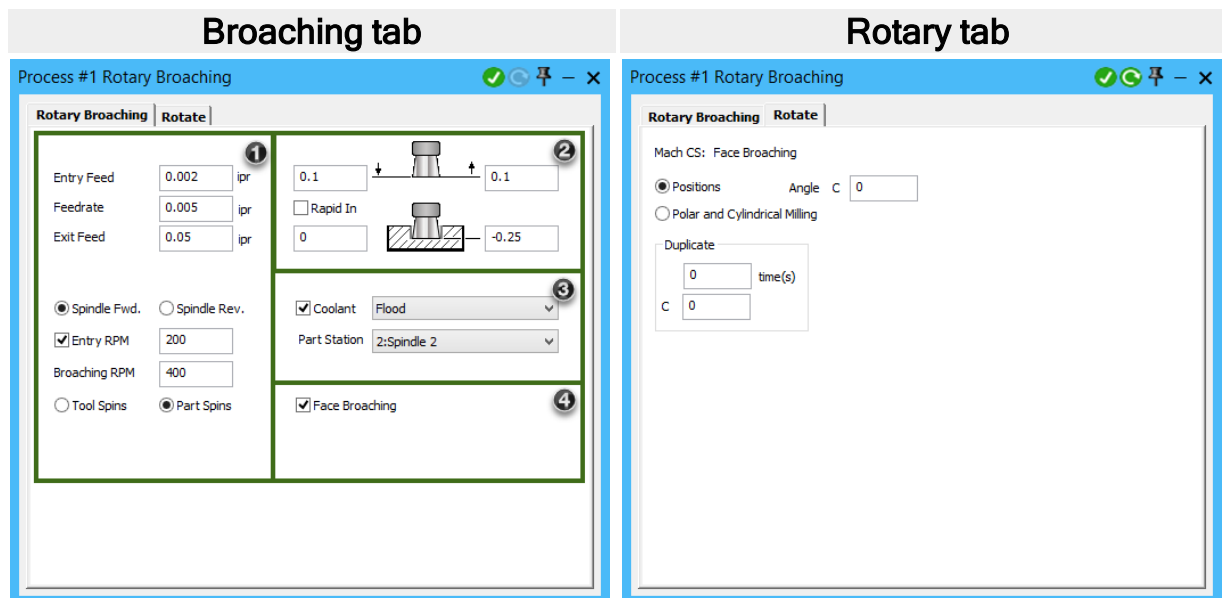 Broaching tab
Process #1 Rotary Broaching
Rotary Broaching Rotate
1
Entry Feed 0.002 ipr
Feedrate 0.005 ipr
Exit Feed 0.05 ipr
Spindle Fwd. Spindle Rev.
Entry RPM 200
Broaching RPM 400
Tool Spins Part Spins
2
0.1 0.1
Rapid In
0 -0.25
3
Coolant Flood
Part Station 2:Spindle 2
4
Face Broaching
Rotary tab
Process #1 Rotary Broaching
Rotary Broaching Rotate
Mach CS: Face Broaching
Positions Angle C 0
Polar and Cylindrical Milling
Duplicate
0 time(s)
C 0